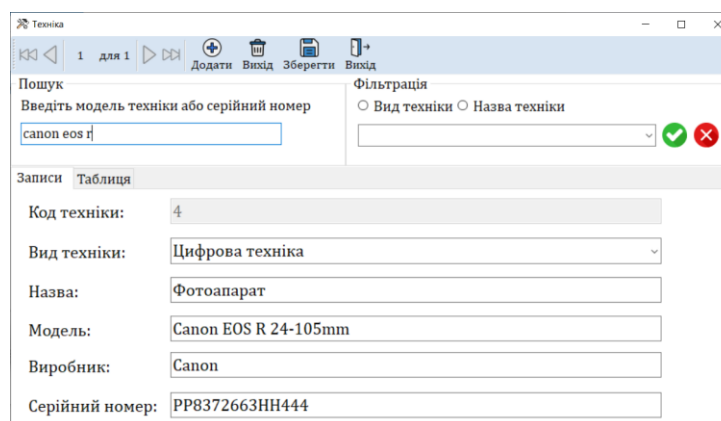 Техніка
1 для 1 Додати Вихід Зберегти Вихід
Пошук
Введіть модель техніки або серійний номер
canon eos r
Фільтрація
Вид техніки Назва техніки
Записи Таблиця
Код техніки: 4
Вид техніки: Цифрова техніка
Назва: Фотоапарат
Модель: Canon EOS R 24-105mm
Виробник: Canon
Серійний номер: PP8372663HH444